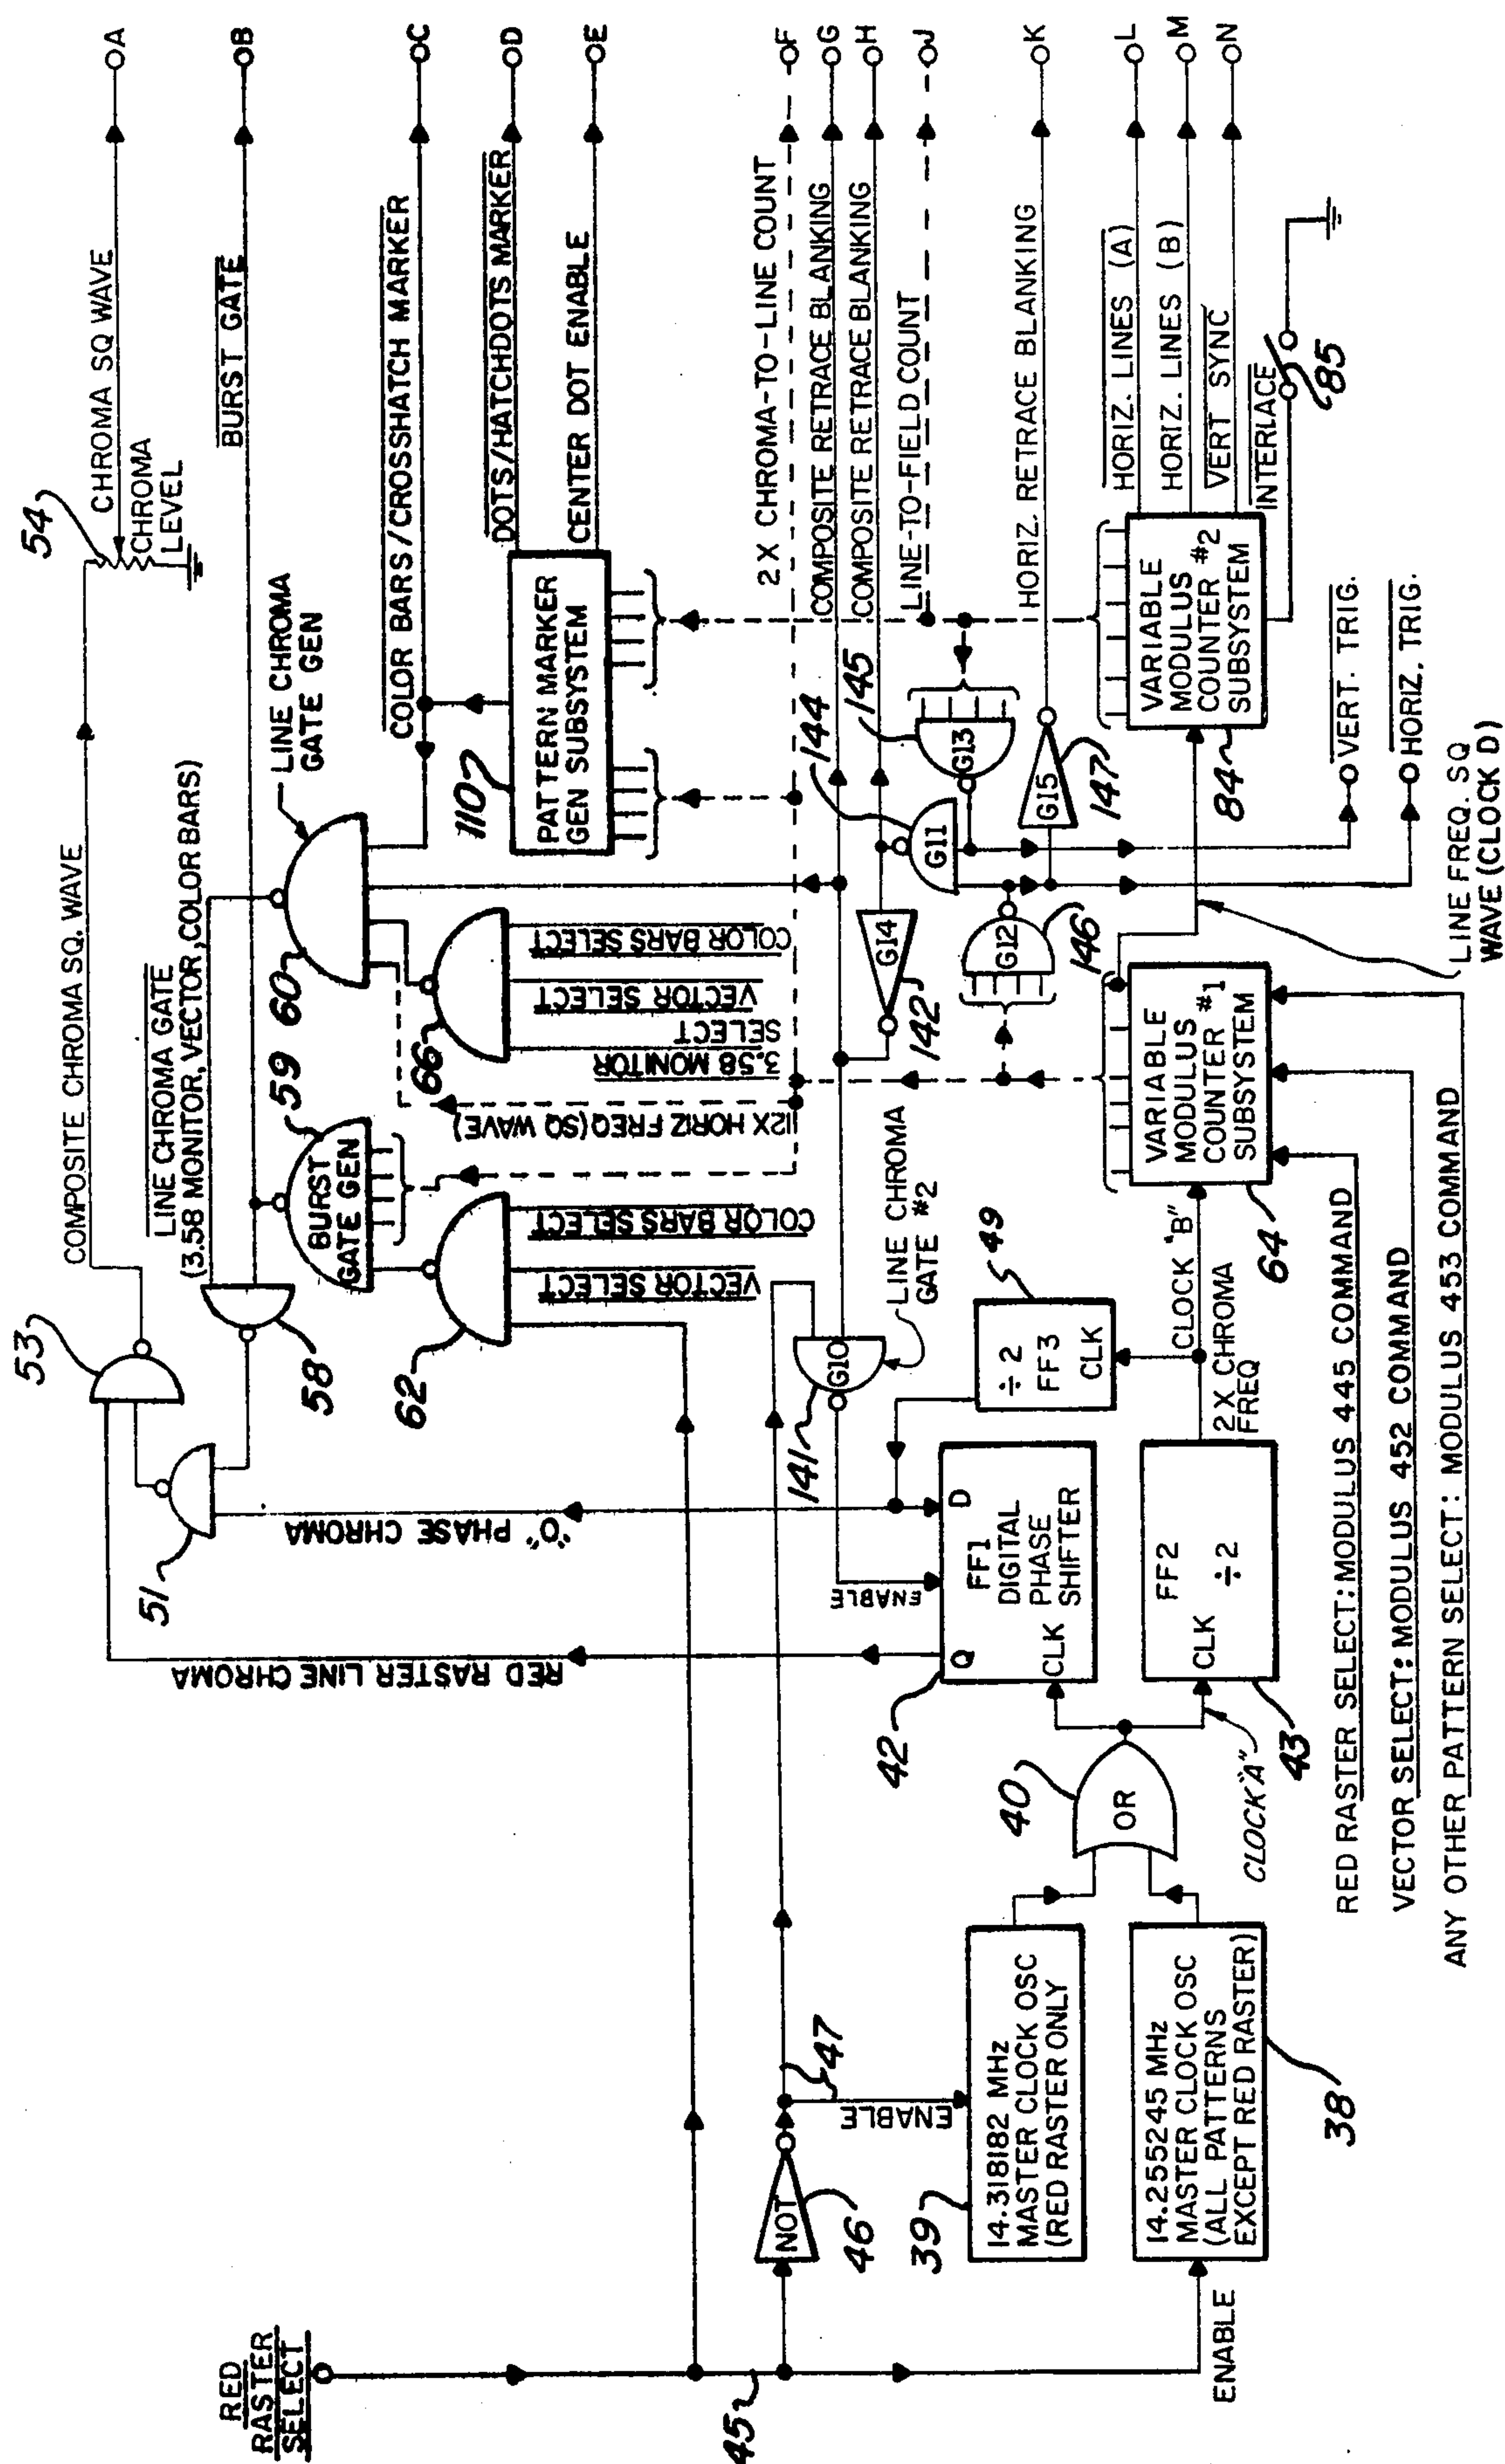 RED
RASTER
SELECT
45
NOT
46
47
ENABLE
39
14.318182 MHz
MASTER CLOCK OSC
(RED RASTER ONLY
14.255245 MHz
MASTER CLOCK OSC
(ALL PATTERNS
EXCEPT RED RASTER)
38
ENABLE
40
OR
CLOCK "A"
42
Q
D
FF1
DIGITAL
PHASE
SHIFTER
CLK
ENABLE
FF2
÷2
CLK
43
CLOCK "B"
2X CHROMA
FREQ
49
÷2
FF3
CLK
RED RASTER LINE CHROMA
"0" PHASE CHROMA
51
53
COMPOSITE CHROMA SQ. WAVE
54
CHROMA
LEVEL
CHROMA SQ WAVE
A
LINE CHROMA GATE
(3.58 MONITOR, VECTOR, COLOR BARS)
58
BURST GATE
B
62
VECTOR SELECT
COLOR BARS SELECT
59
BURST
GATE GEN
12X HORIZ FREQ (SQ WAVE)
60
LINE CHROMA
GATE GEN
66
3.58 MONITOR
SELECT
VECTOR SELECT
COLOR BARS SELECT
COLOR BARS/CROSSHATCH MARKER
C
110
PATTERN MARKER
GEN SUBSYSTEM
DOTS/HATCHDOTS MARKER
D
CENTER DOT ENABLE
E
2 X CHROMA-TO-LINE COUNT
F
COMPOSITE RETRACE BLANKING
G
COMPOSITE RETRACE BLANKING
H
LINE-TO-FIELD COUNT
J
HORIZ. RETRACE BLANKING
K
141
G10
LINE CHROMA
GATE #2
G14
142
144
G11
145
G13
G12
146
G15
147
VARIABLE
MODULUS
COUNTER #1
SUBSYSTEM
64
VARIABLE
MODULUS
COUNTER #2
SUBSYSTEM
84
HORIZ. LINES (A)
L
HORIZ. LINES (B)
M
VERT SYNC
N
INTERLACE
85
VERT. TRIG.
HORIZ. TRIG.
LINE FREQ. SQ
WAVE (CLOCK D)
RED RASTER SELECT: MODULUS 445 COMMAND
VECTOR SELECT: MODULUS 452 COMMAND
ANY OTHER PATTERN SELECT: MODULUS 453 COMMAND